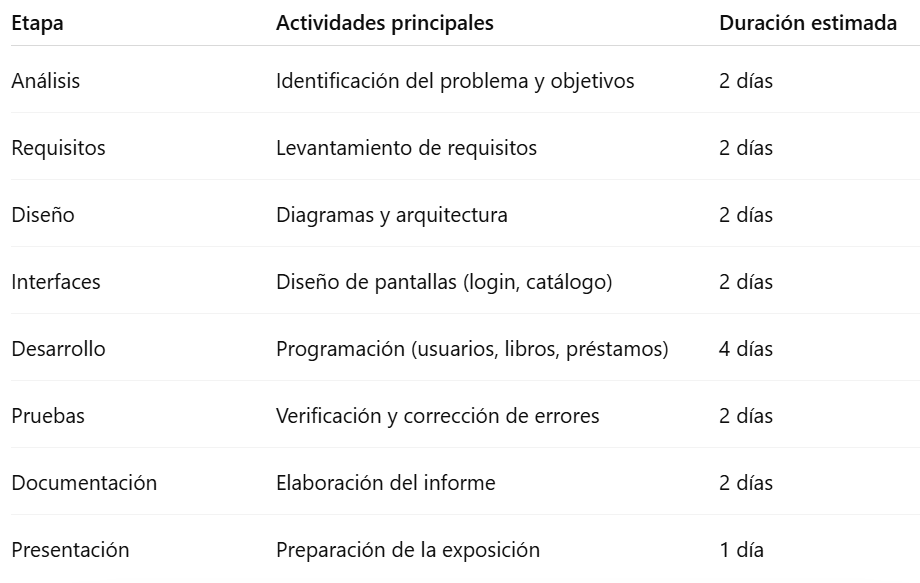 Etapa Actividades principales Duración estimada
Análisis Identificación del problema y objetivos 2 días
Requisitos Levantamiento de requisitos 2 días
Diseño Diagramas y arquitectura 2 días
Interfaces Diseño de pantallas (login, catálogo) 2 días
Desarrollo Programación (usuarios, libros, préstamos) 4 días
Pruebas Verificación y corrección de errores 2 días
Documentación Elaboración del informe 2 días
Presentación Preparación de la exposición 1 día